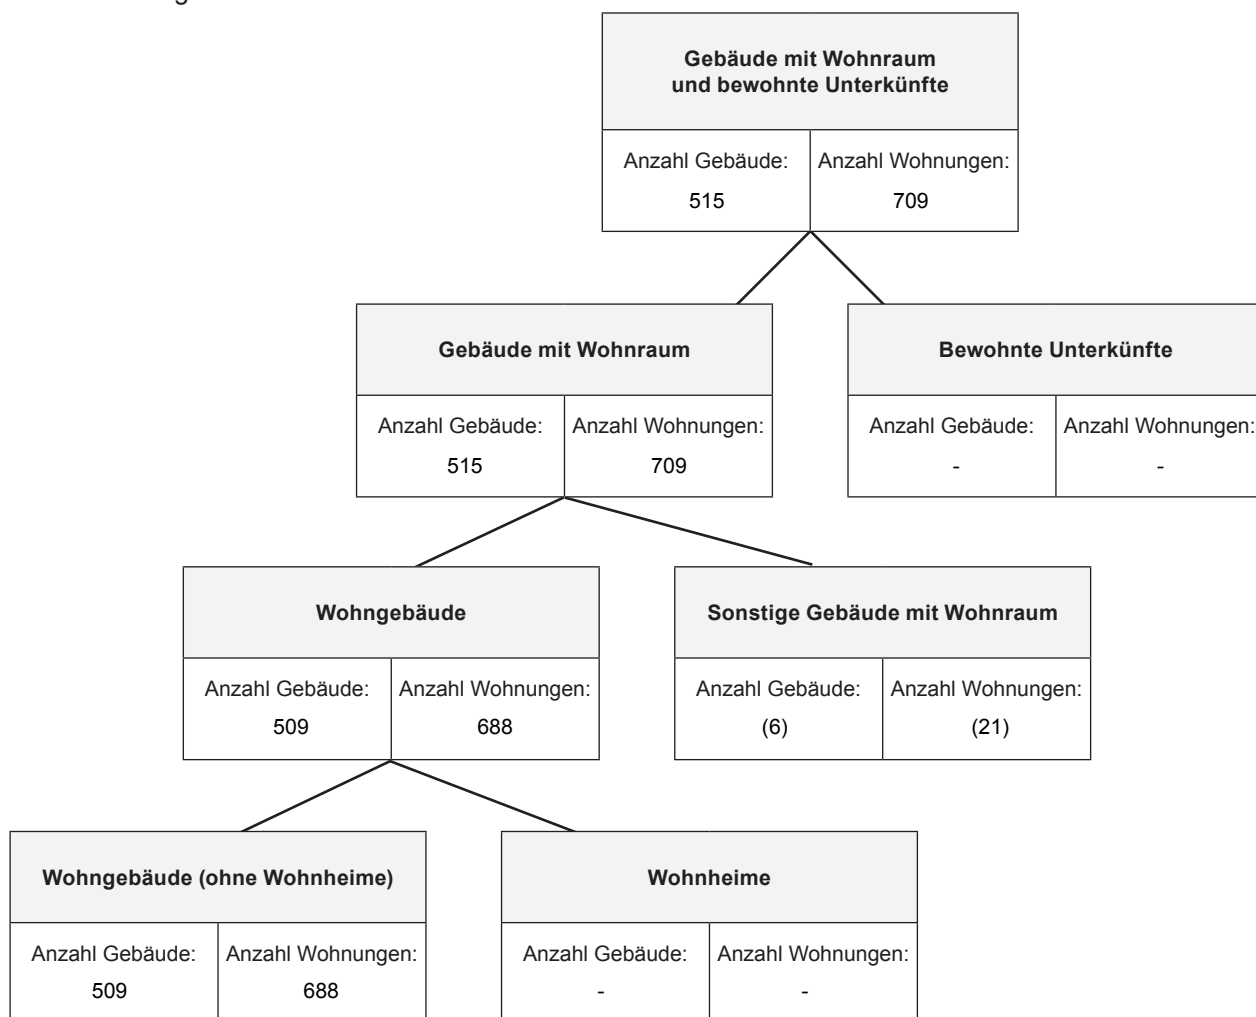 Gebäude mit Wohnraum
und bewohnte Unterkünfte
Anzahl Gebäude: Anzahl Wohnungen:
515 709
Gebäude mit Wohnraum
Anzahl Gebäude: Anzahl Wohnungen:
515 709
Bewohnte Unterkünfte
Anzahl Gebäude: Anzahl Wohnungen:
- -
Wohngebäude
Anzahl Gebäude: Anzahl Wohnungen:
509 688
Sonstige Gebäude mit Wohnraum
Anzahl Gebäude: Anzahl Wohnungen:
(6) (21)
Wohngebäude (ohne Wohnheime)
Anzahl Gebäude: Anzahl Wohnungen:
509 688
Wohnheime
Anzahl Gebäude: Anzahl Wohnungen:
- -